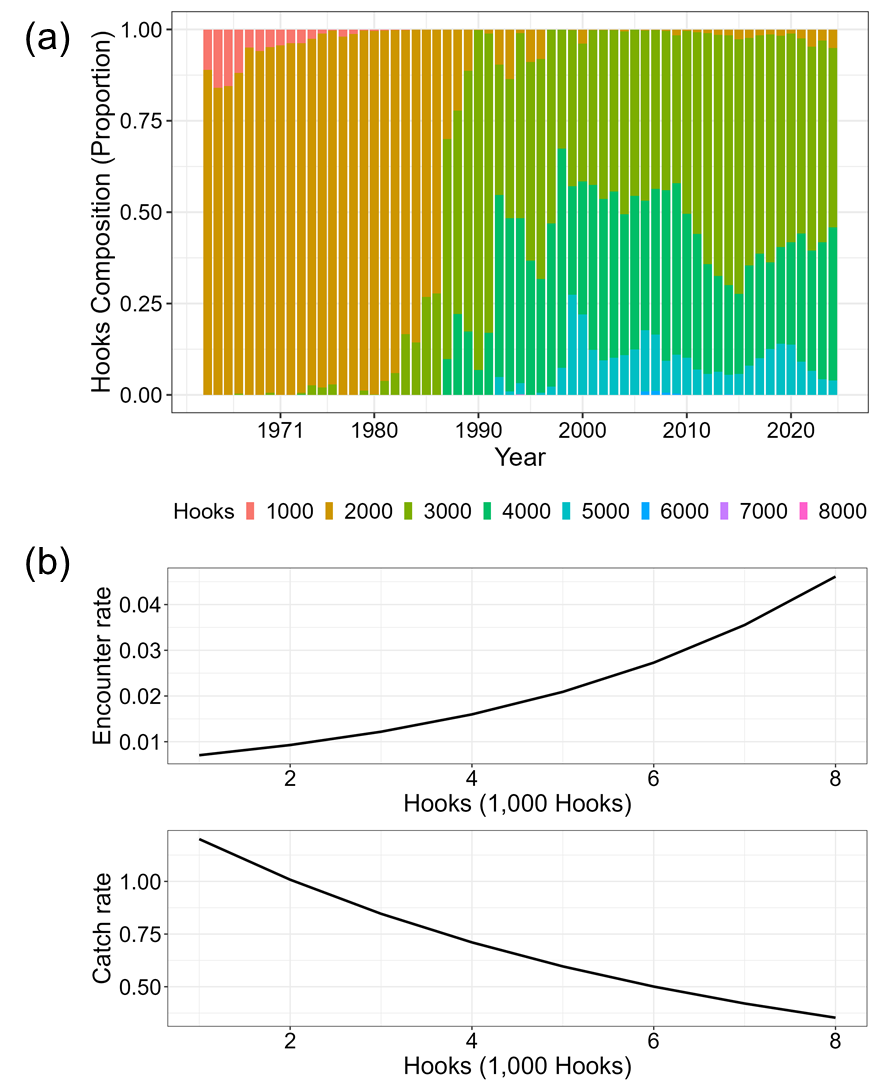 (a)
Hooks Composition (Proportion)
1.00
0.75
0.50
0.25
0.00
1971 1980 1990 2000 2010 2020
Year
Hooks 1000 2000 3000 4000 5000 6000 7000 8000
(b)
Encounter rate
0.04
0.03
0.02
0.01
2 4 6 8
Hooks (1,000 Hooks)
Catch rate
1.00
0.75
0.50
2 4 6 8
Hooks (1,000 Hooks)